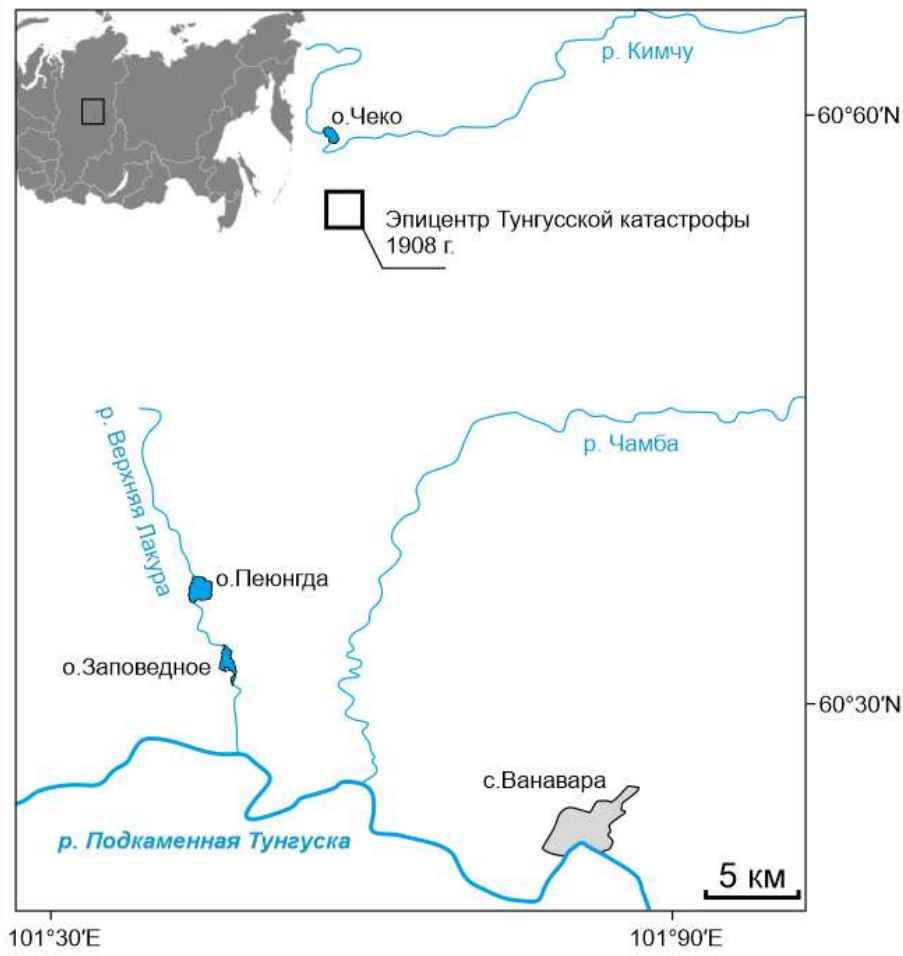 р. Кимчу
о.Чеко
60°60'N
Эпицентр Тунгусской катастрофы
1908 г.
р. Верхняя Лакура
р. Чамба
о.Пеюнгда
о.Заповедное
60°30'N
с.Ванавара
р. Подкаменная Тунгуска
5 км
101°30'E
101°90'E